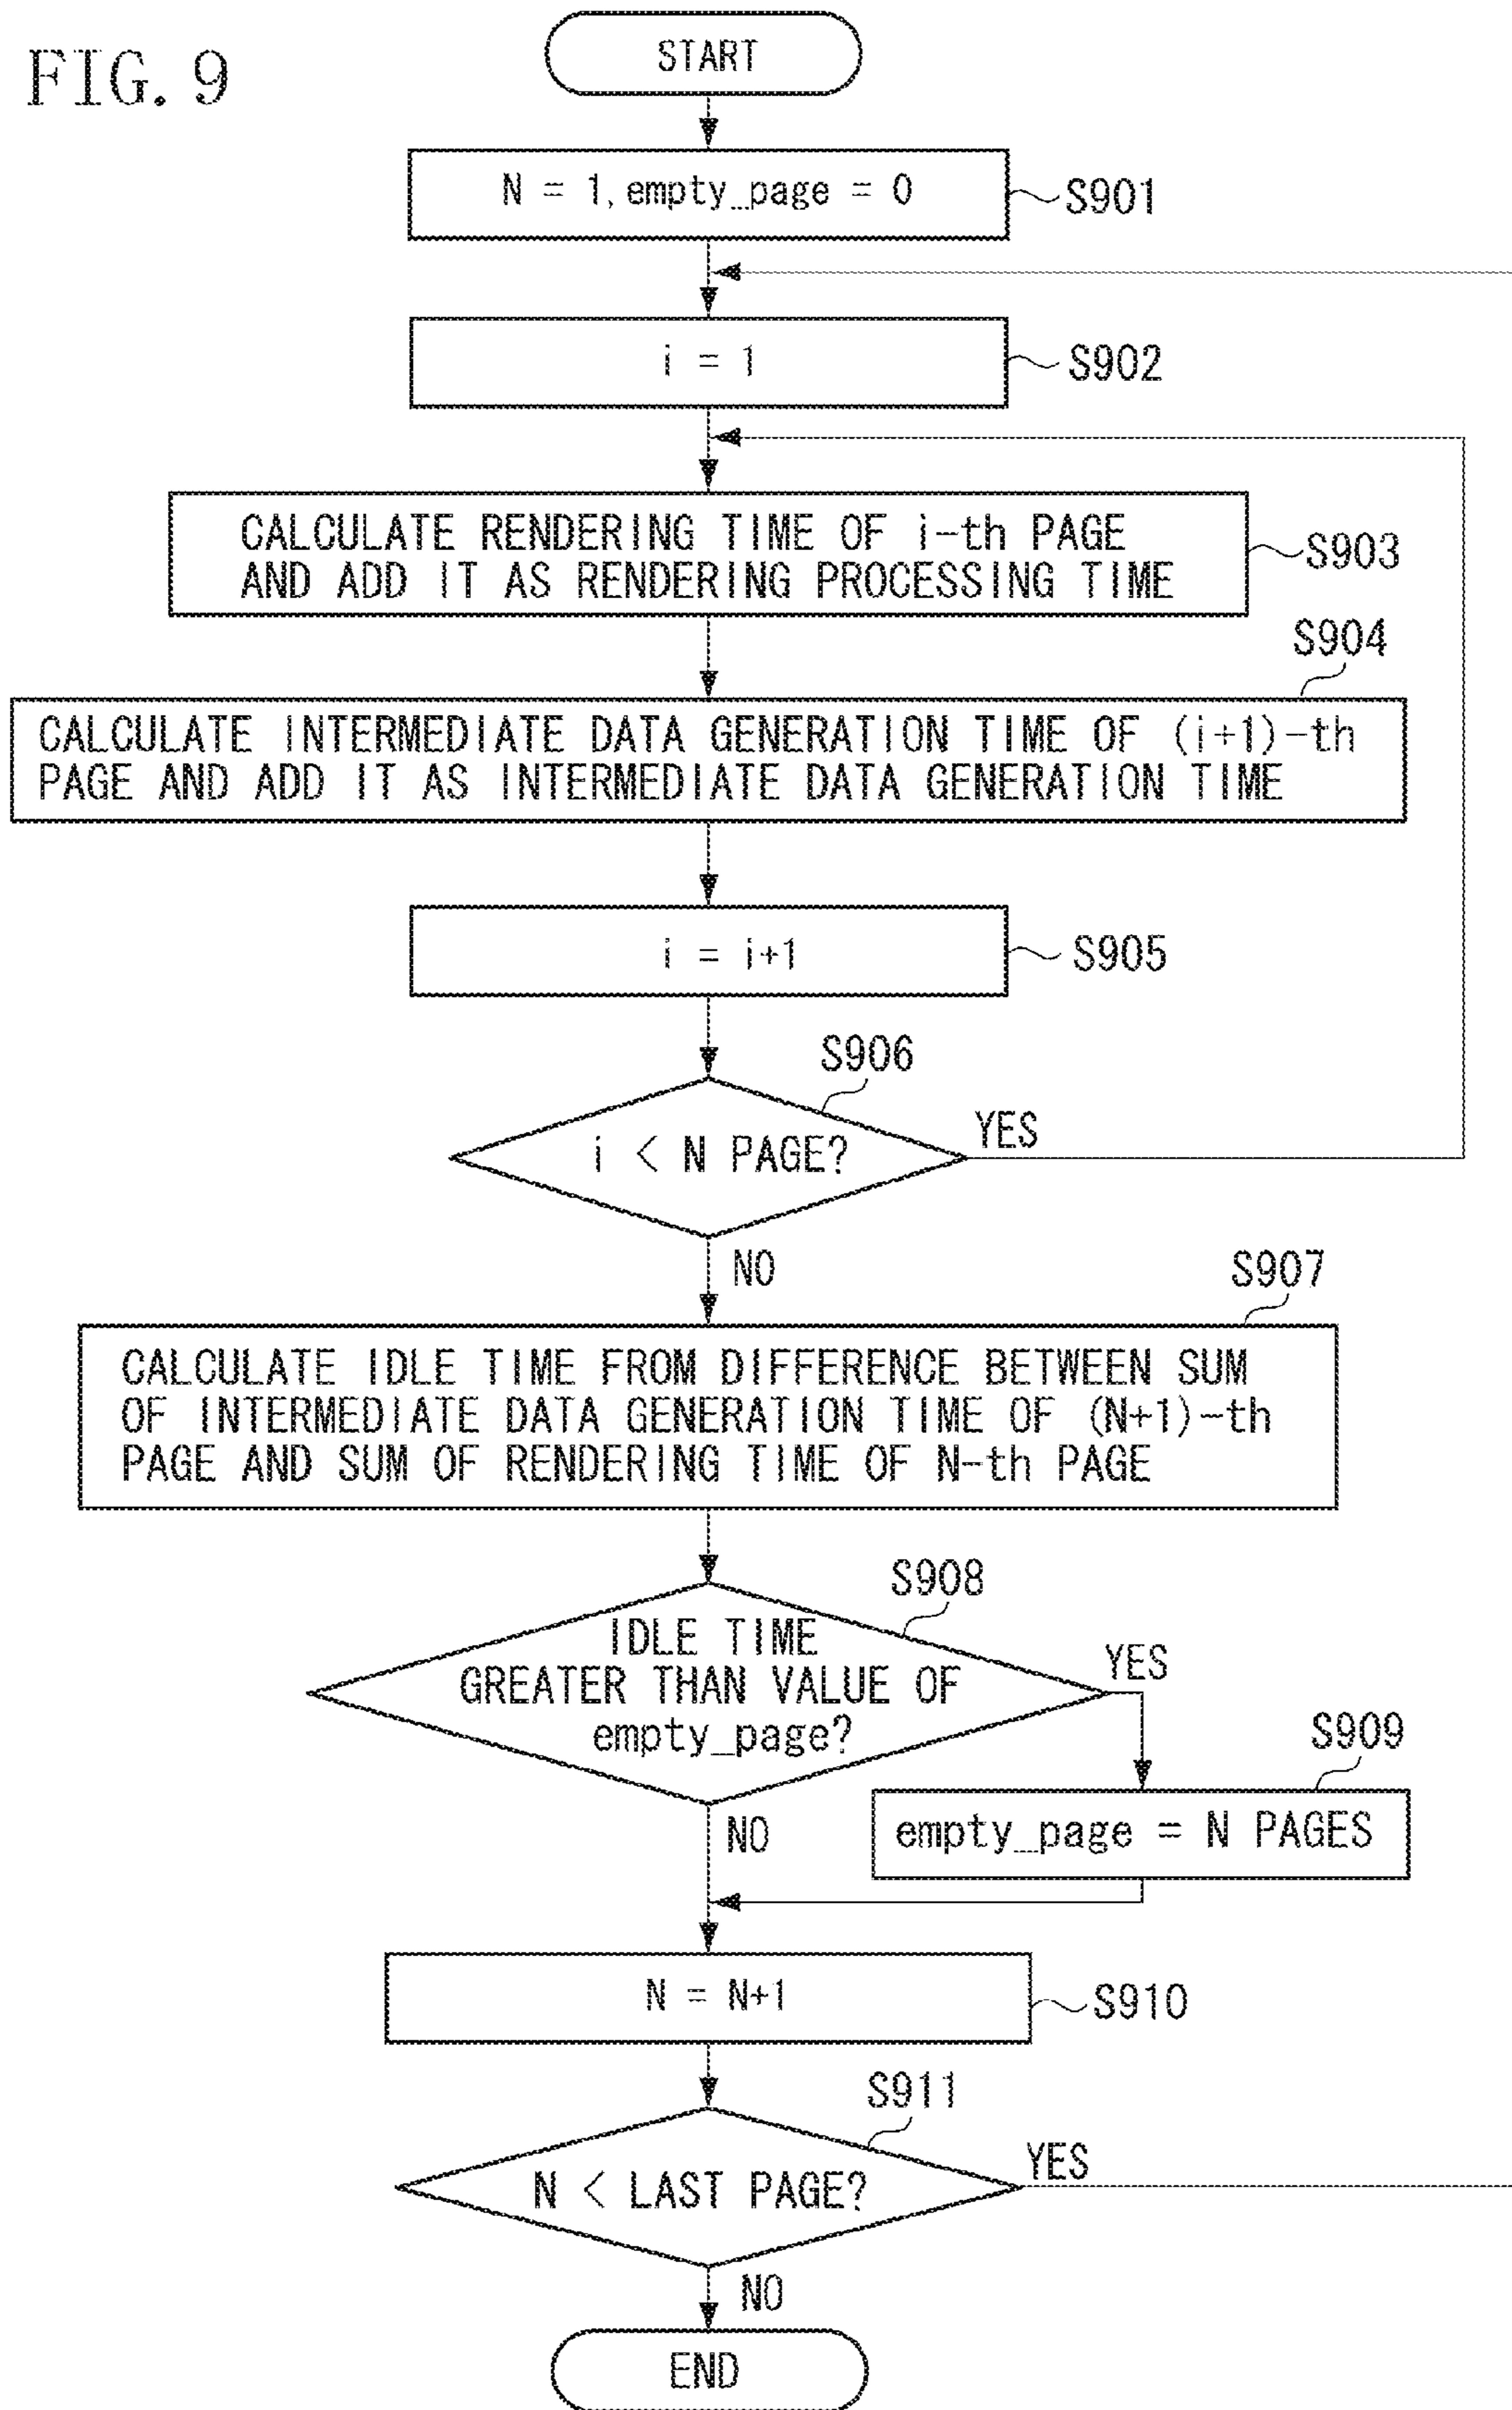 FIG. 9
START
N = 1, empty_page = 0
S901
i = 1
S902
CALCULATE RENDERING TIME OF i-th PAGE
AND ADD IT AS RENDERING PROCESSING TIME
S903
S904
CALCULATE INTERMEDIATE DATA GENERATION TIME OF (i+1)-th
PAGE AND ADD IT AS INTERMEDIATE DATA GENERATION TIME
i = i+1
S905
S906
i < N PAGE?
YES
NO
S907
CALCULATE IDLE TIME FROM DIFFERENCE BETWEEN SUM
OF INTERMEDIATE DATA GENERATION TIME OF (N+1)-th
PAGE AND SUM OF RENDERING TIME OF N-th PAGE
S908
IDLE TIME
GREATER THAN VALUE OF
empty_page?
YES
NO
S909
empty_page = N PAGES
N = N+1
S910
S911
N < LAST PAGE?
YES
NO
END